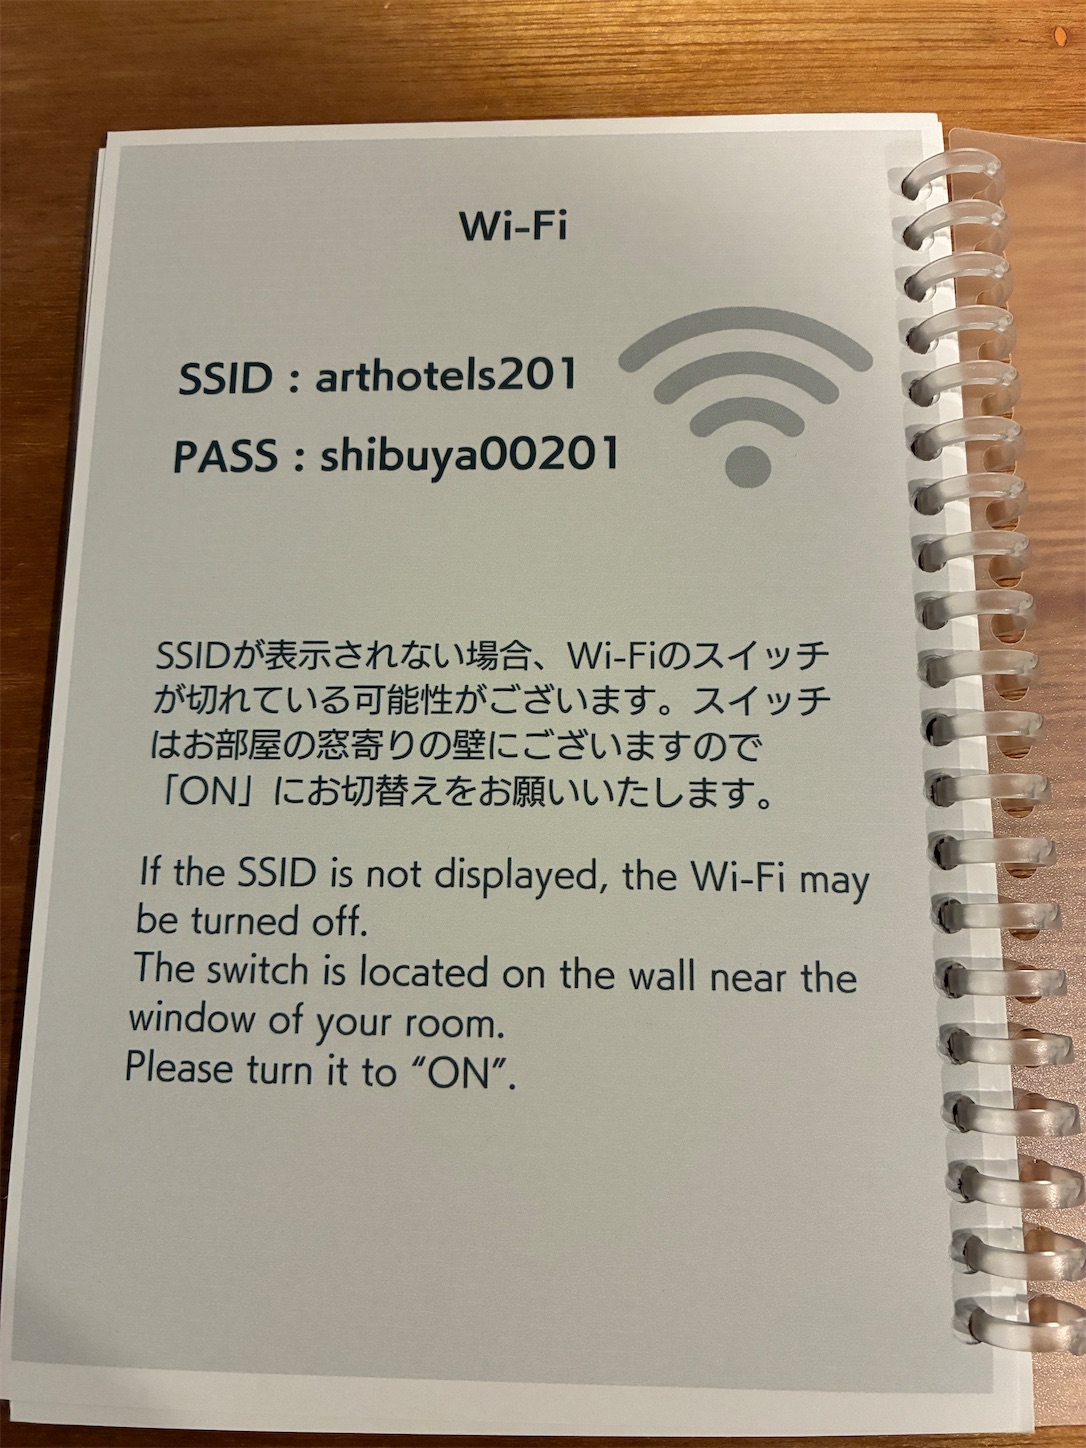 Wi-Fi
SSID : arthotels201
PASS : shibuya00201
SSIDが表示されない場合、Wi-Fiのスイッチ
が切れている可能性がございます。スイッチ
はお部屋の窓寄りの壁にございますので
「ON」にお切替えをお願いいたします。
If the SSID is not displayed, the Wi-Fi may
be turned off.
The switch is located on the wall near the
window of your room.
Please turn it to “ON”.